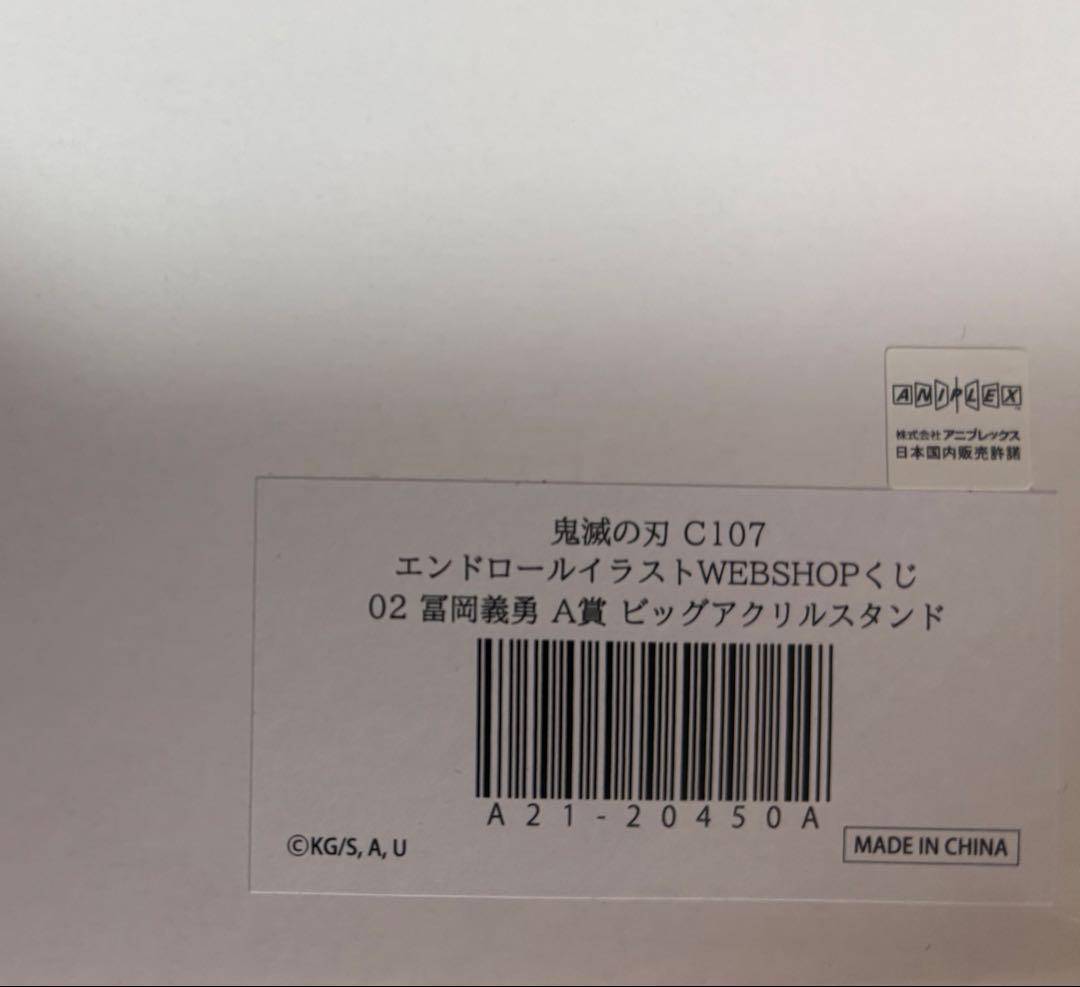 ANIPLEX
株式会社アニプレックス
日本国内販売許諾
鬼滅の刃 C107
エンドロールイラストWEBSHOPくじ
02 冨岡義勇 A賞 ビッグアクリルスタンド
A21-20450A
©KG/S, A, U
MADE IN CHINA